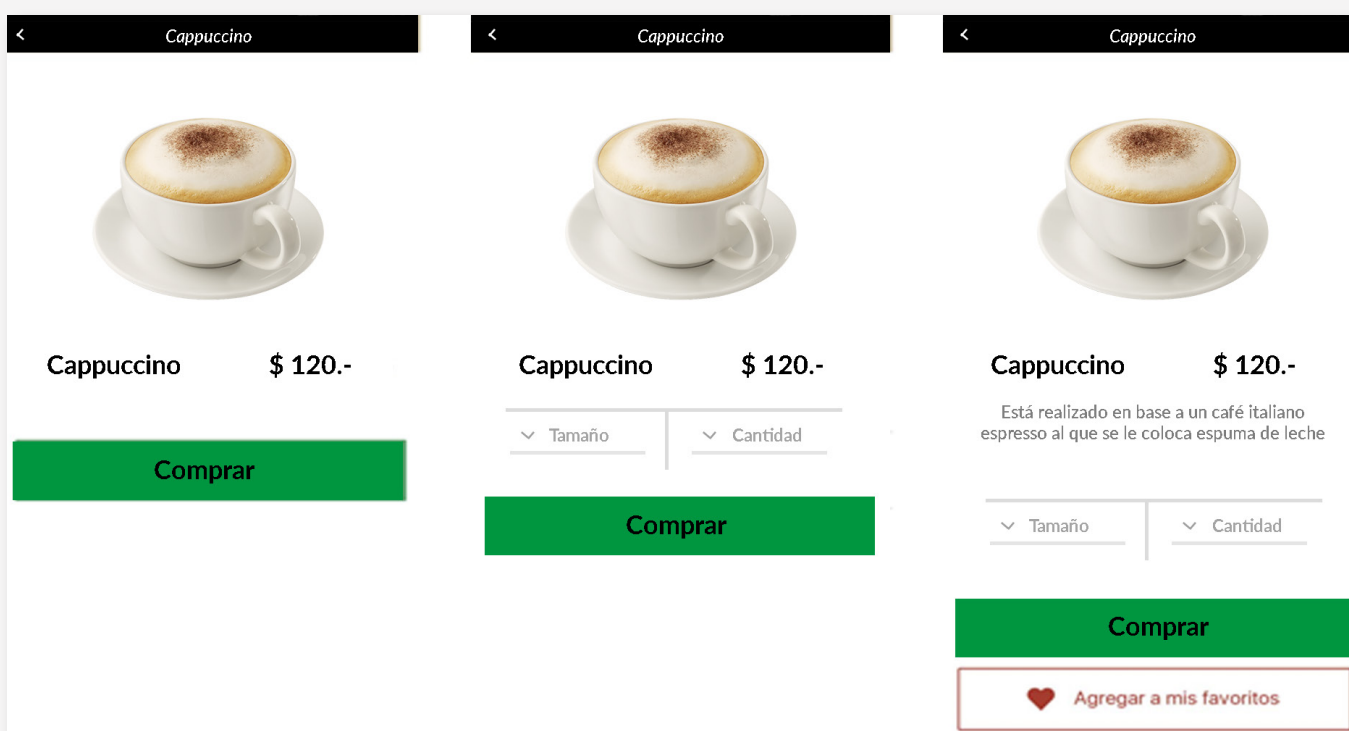 Cappuccino
Cappuccino $ 120.-
Comprar
Cappuccino
Cappuccino $ 120.-
Tamaño Cantidad
Comprar
Cappuccino
Cappuccino $ 120.-
Está realizado en base a un café italiano
espresso al que se le coloca espuma de leche
Tamaño Cantidad
Comprar
Agregar a mis favoritos